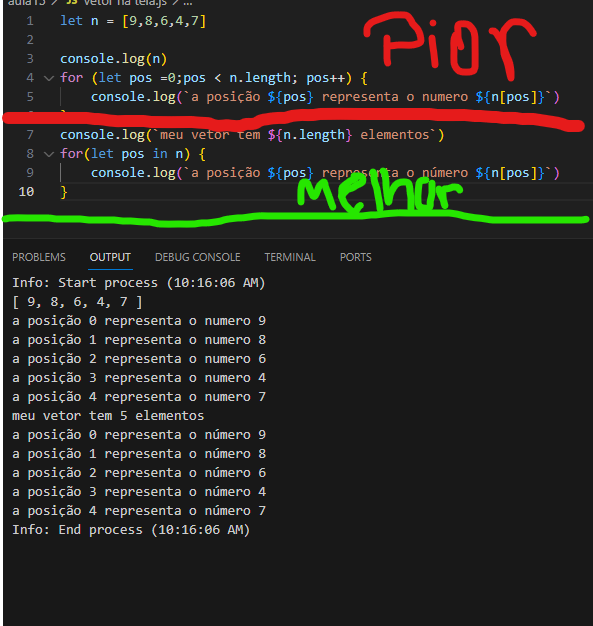 aula15 > JS vetor na tela.js > ...
1 let n = [9,8,6,4,7]
Pior
2
3 console.log(n)
4 for (let pos =0;pos < n.length; pos++) {
5 console.log(`a posição ${pos} representa o numero ${n[pos]}`)
7 console.log(`meu vetor tem ${n.length} elementos`)
8 for(let pos in n) {
9 console.log(`a posição ${pos} representa o número ${n[pos]}`)
melhor
10 }
PROBLEMS OUTPUT DEBUG CONSOLE TERMINAL PORTS
Info: Start process (10:16:06 AM)
[ 9, 8, 6, 4, 7 ]
a posição 0 representa o numero 9
a posição 1 representa o numero 8
a posição 2 representa o numero 6
a posição 3 representa o numero 4
a posição 4 representa o numero 7
meu vetor tem 5 elementos
a posição 0 representa o número 9
a posição 1 representa o número 8
a posição 2 representa o número 6
a posição 3 representa o número 4
a posição 4 representa o número 7
Info: End process (10:16:06 AM)